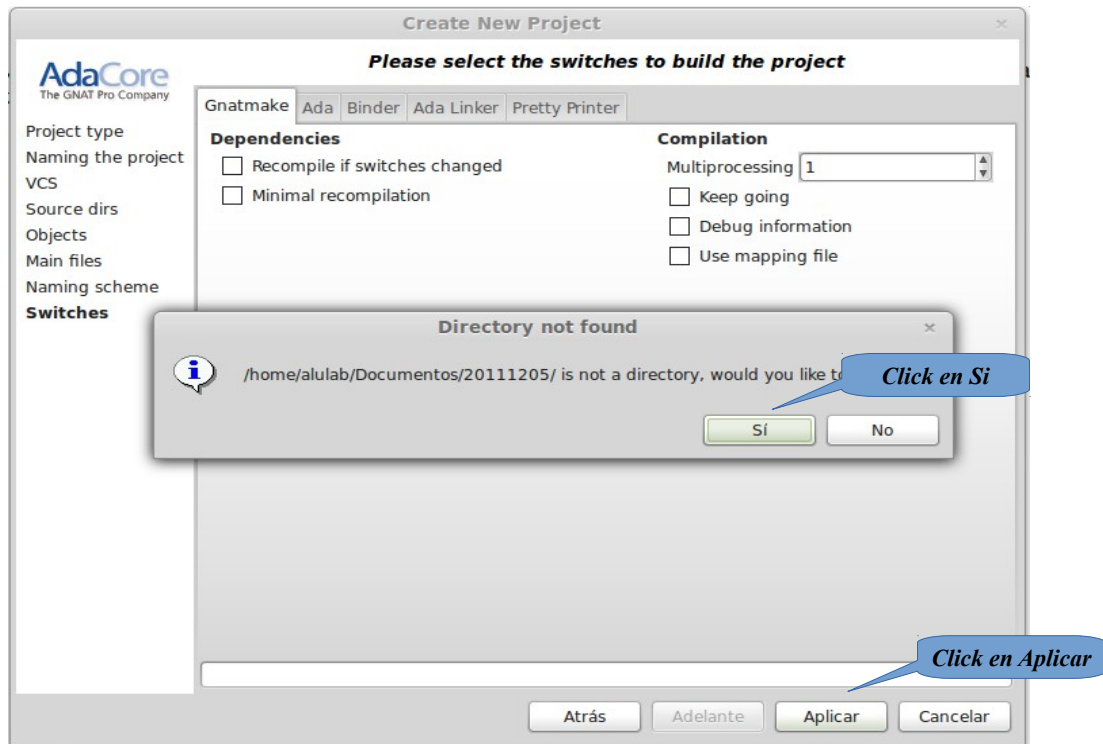 Create New Project
AdaCore
The GNAT Pro Company
Please select the switches to build the project
Project type
Naming the project
VCS
Source dirs
Objects
Main files
Naming scheme
Switches
Gnatmake Ada Binder Ada Linker Pretty Printer
Dependencies
Recompile if switches changed
Minimal recompilation
Compilation
Multiprocessing 1
Keep going
Debug information
Use mapping file
Directory not found
/home/alulab/Documentos/20111205/ is not a directory, would you like
Click en Si
Sí No
Click en Aplicar
Atrás Adelante Aplicar Cancelar